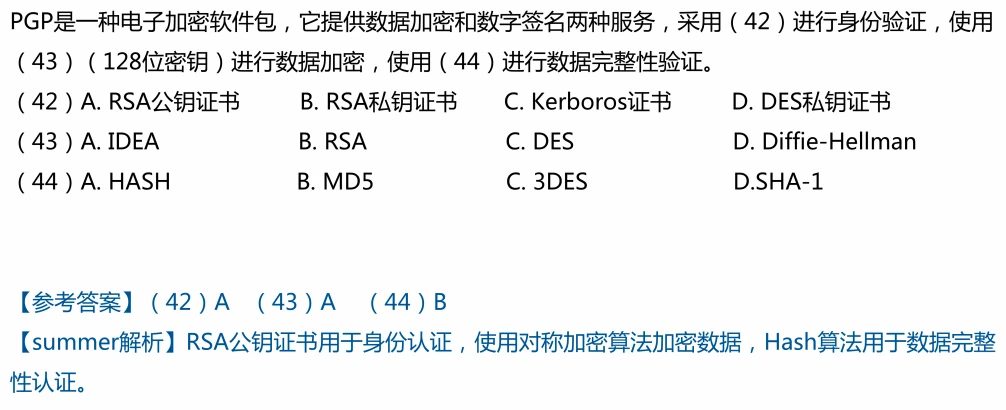 PGP是一种电子加密软件包，它提供数据加密和数字签名两种服务，采用（42）进行身份验证，使用
（43）（128位密钥）进行数据加密，使用（44）进行数据完整性验证。
（42）A. RSA公钥证书 B. RSA私钥证书 C. Kerboros证书 D. DES私钥证书
（43）A. IDEA B. RSA C. DES D. Diffie-Hellman
（44）A. HASH B. MD5 C. 3DES D.SHA-1
【参考答案】（42）A （43）A （44）B
【summer解析】RSA公钥证书用于身份认证，使用对称加密算法加密数据，Hash算法用于数据完整
性认证。